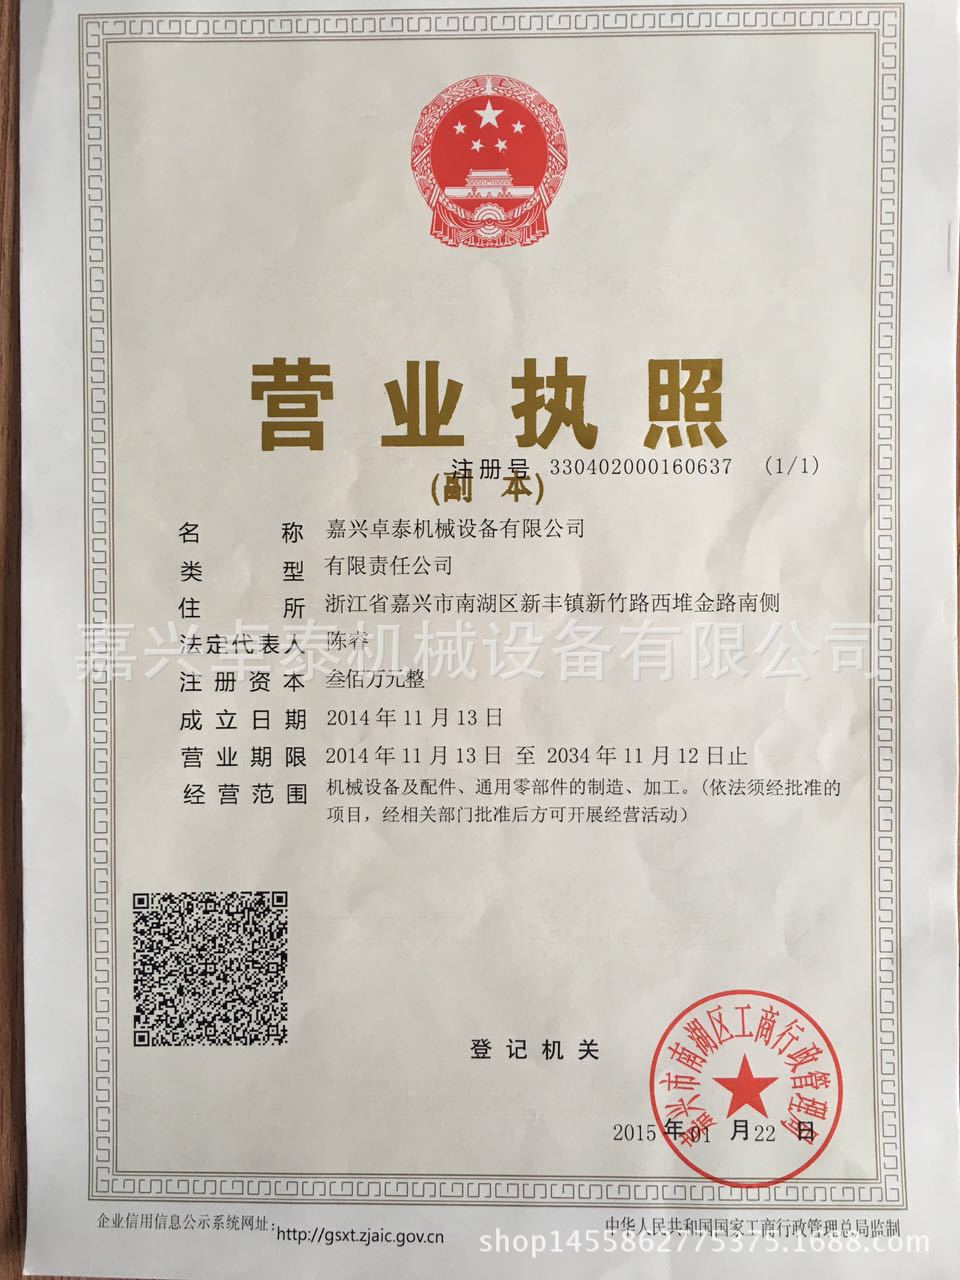 营业执照
注册号 330402000160637 (1/1)
(副 本)
名称 嘉兴卓泰机械设备有限公司
类型 有限责任公司
住所 浙江省嘉兴市南湖区新丰镇新竹路西堆金路南侧
法定代表人 陈睿
嘉兴卓泰机械设备有限公司
注册资本 叁佰万元整
成立日期 2014年11月13日
营业期限 2014年11月13日 至 2034年11月12日止
经营范围 机械设备及配件、通用零部件的制造、加工。(依法须经批准的
项目，经相关部门批准后方可开展经营活动)
登记机关
嘉兴市南湖区工商行政管理局
2015 年 01 月 22 日
企业信用信息公示系统网址: http://gsxt.zjaic.gov.cn
中华人民共和国国家工商行政管理总局监制
shop1455862775375.1688.com